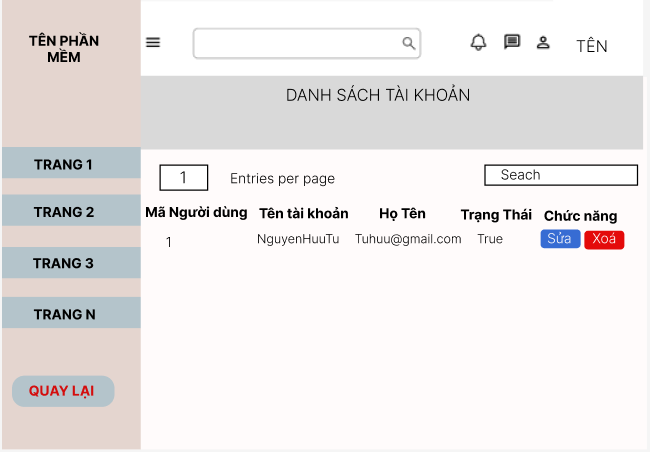 TÊN PHẦN
MỀM
TÊN
DANH SÁCH TÀI KHOẢN
TRANG 1
TRANG 2
TRANG 3
TRANG N
QUAY LẠI
1 Entries per page Seach
Mã Người dùng Tên tài khoản Họ Tên Trạng Thái Chức năng
1 NguyenHuuTu Tuhuu@gmail.com True Sửa Xoá